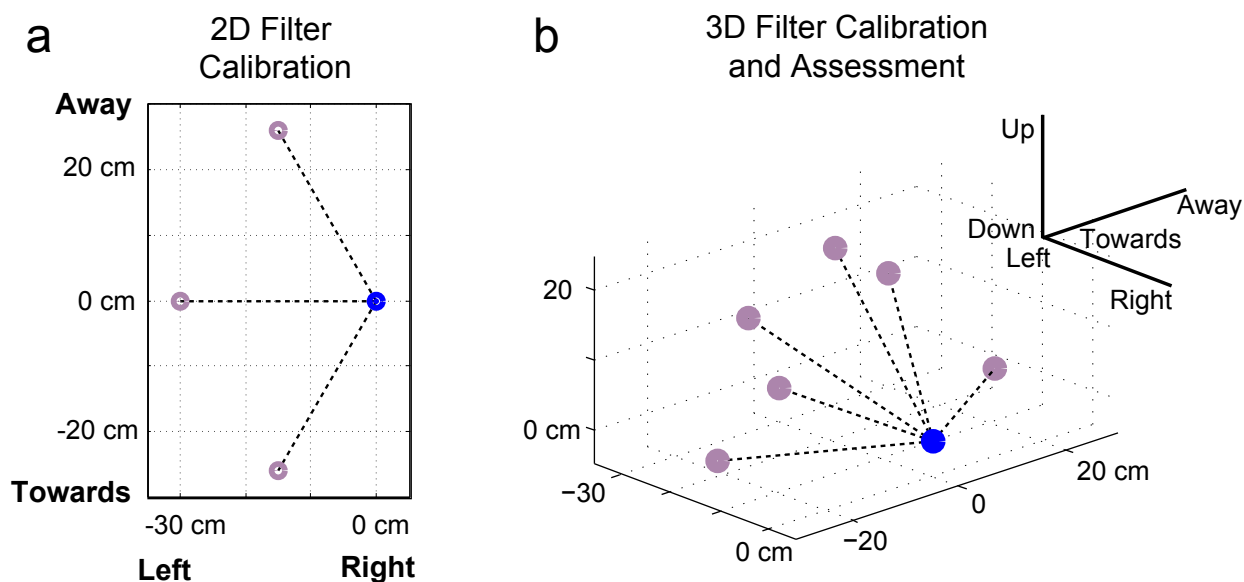 a
2D Filter
Calibration
Away
20 cm
0 cm
-20 cm
Towards
-30 cm
0 cm
Left
Right
b
3D Filter Calibration
and Assessment
Up
Away
Down
Towards
Left
Right
20
0 cm
−30
0 cm
−20
0
20 cm